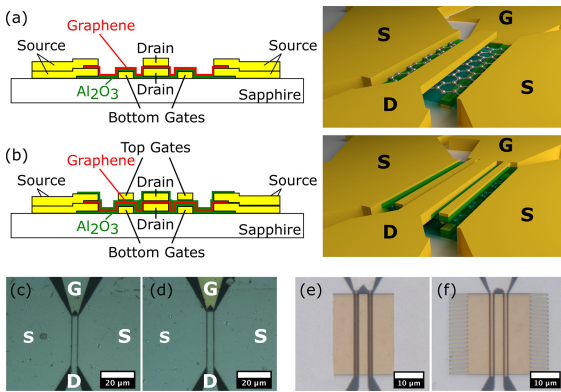 (a)
Graphene
Source
Drain
Source
Al2O3
Drain
Bottom Gates
Sapphire
S
G
D
S
(b)
Top Gates
Graphene
Source
Drain
Source
Al2O3
Drain
Bottom Gates
Sapphire
S
G
D
S
(c)
G
S
S
D
20 µm
(d)
G
S
D
20 µm
(e)
10 µm
(f)
10 µm